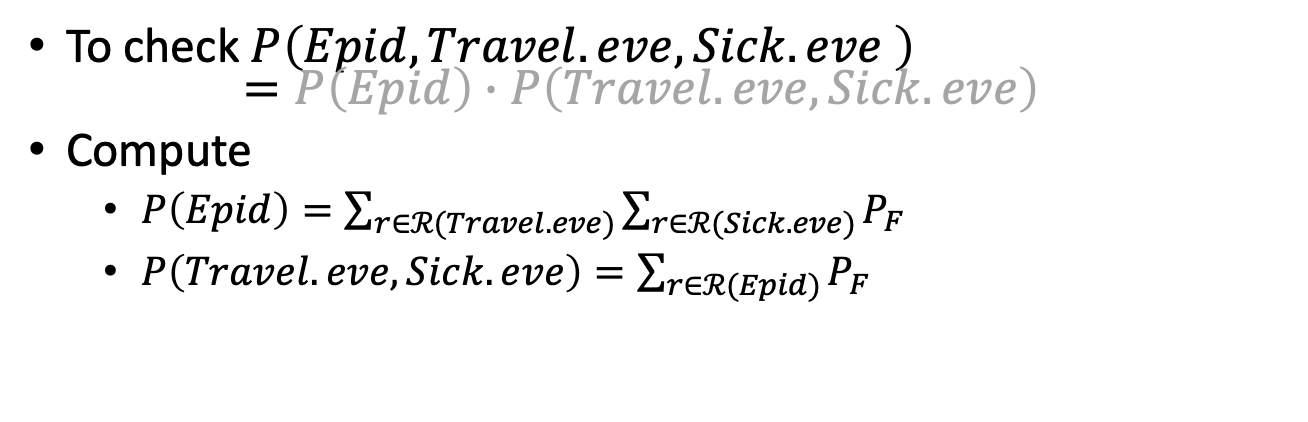 • To check P(Epid, Travel.eve, Sick.eve )
= P(Epid) · P(Travel.eve, Sick.eve)
• Compute
• P(Epid) = ∑r∈ℛ(Travel.eve) ∑r∈ℛ(Sick.eve) PF
• P(Travel.eve, Sick.eve) = ∑r∈ℛ(Epid) PF